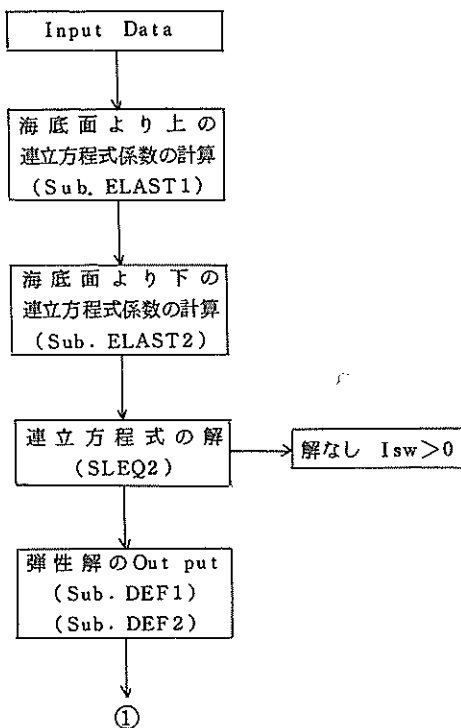 Input Data
海底面より上の
連立方程式係数の計算
(Sub. ELAST1)
海底面より下の
連立方程式係数の計算
(Sub. ELAST2)
連立方程式の解
(SLEQ2)
解なし Isw>0
弾性解のOut put
(Sub. DEF1)
(Sub. DEF2)
①